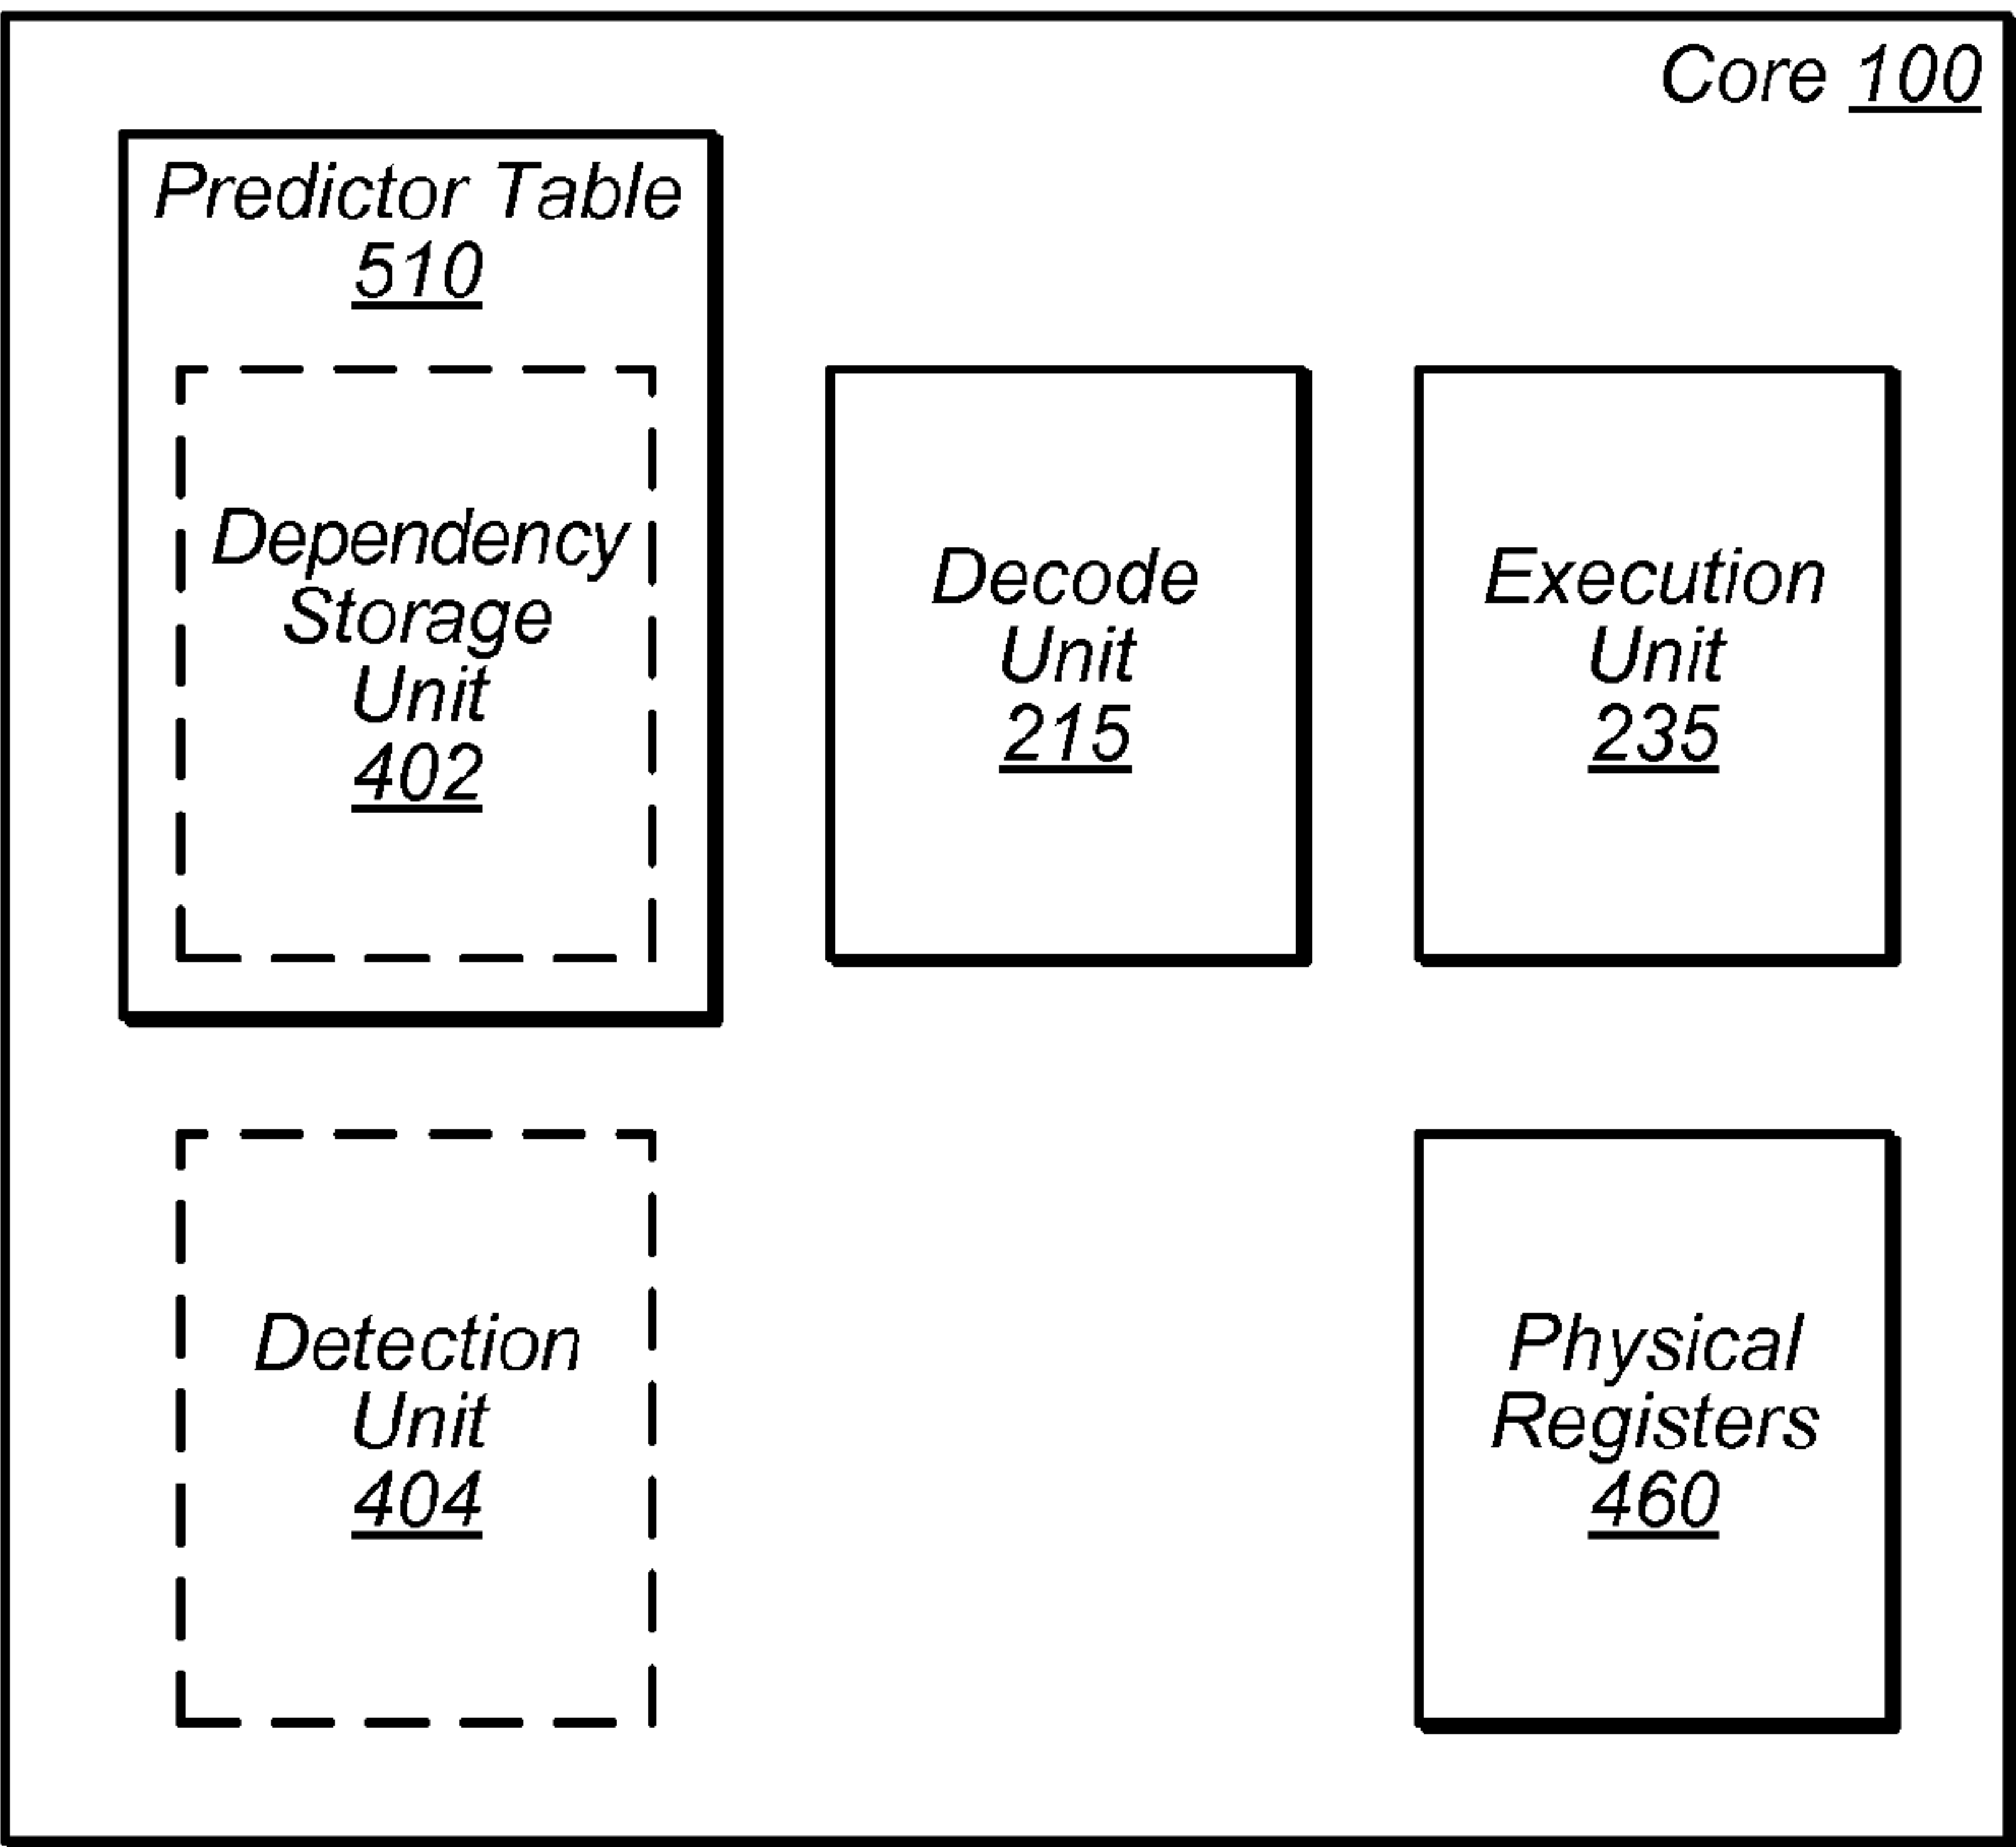 Core 100
Predictor Table
510
Dependency
Storage
Unit
402
Decode
Unit
215
Execution
Unit
235
Detection
Unit
404
Physical
Registers
460